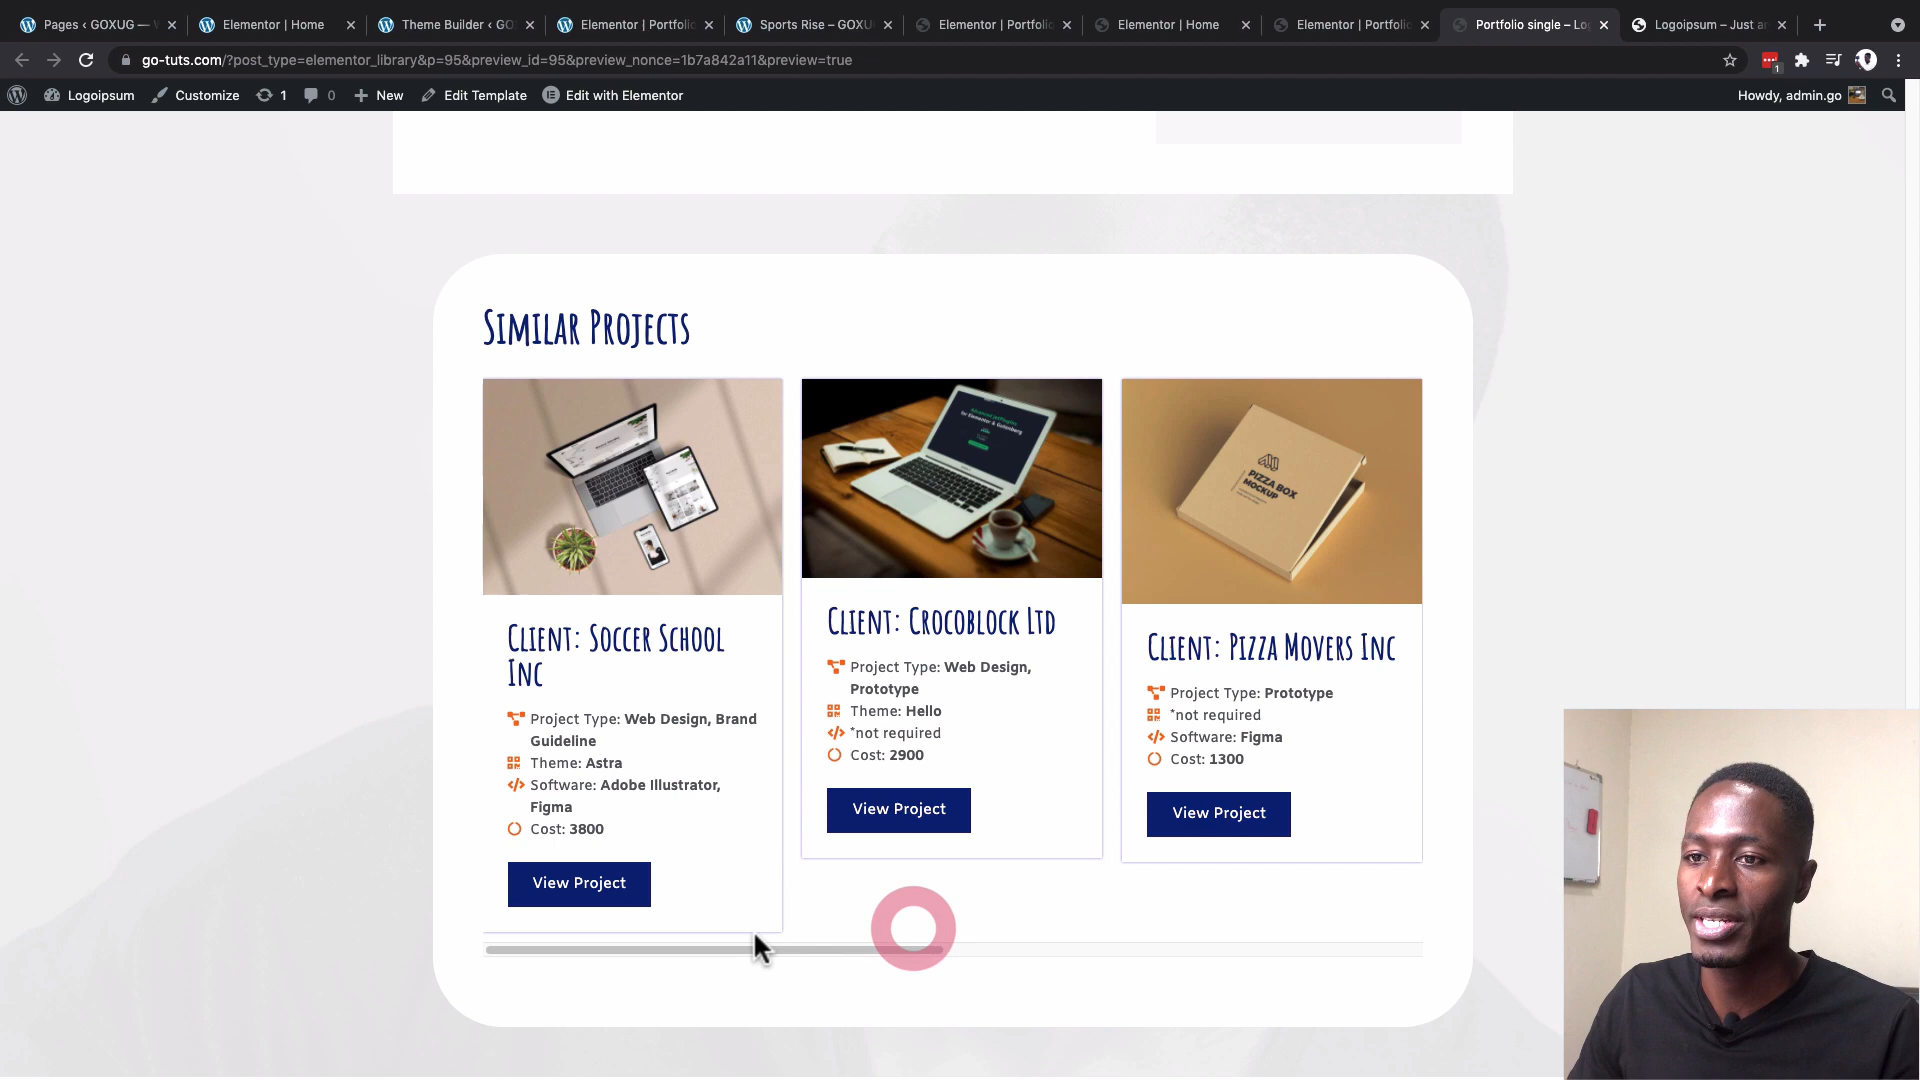 Pages ‹ GOXUG — Elementor | Home Theme Builder ‹ GO Elementor | Portfolio Sports Rise – GOXU Elementor | Portfolio Elementor | Home Elementor | Portfolio Portfolio single – Lo Logoipsum – Just a
go-tuts.com/?post_type=elementor_library&p=95&preview_id=95&preview_nonce=1b7a842a11&preview=true 1
Logoipsum Customize 1 0 New Edit Template Edit with Elementor Howdy, admin.go
Similar Projects
PIZZA BOX
MOCKUP
Client: Soccer School
Inc
Project Type: Web Design, Brand
Guideline
Theme: Astra
Software: Adobe Illustrator,
Figma
Cost: 3800
View Project
Client: Crocoblock Ltd
Project Type: Web Design,
Prototype
Theme: Hello
*not required
Cost: 2900
View Project
Client: Pizza Movers Inc
Project Type: Prototype
*not required
Software: Figma
Cost: 1300
View Project